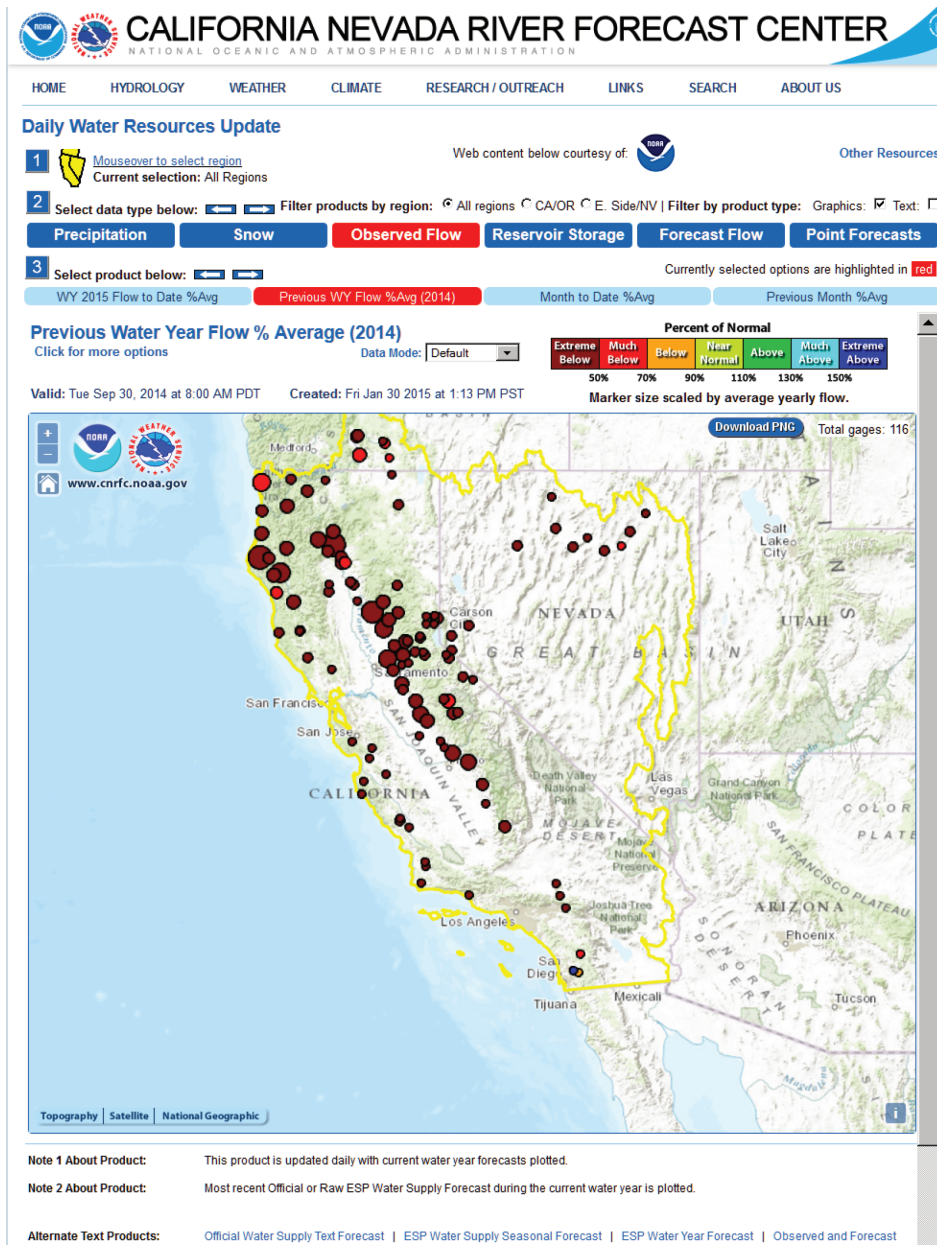 CALIFORNIA NEVADA RIVER FORECAST CENTER
NATIONAL OCEANIC AND ATMOSPHERIC ADMINISTRATION
HOME HYDROLOGY WEATHER CLIMATE RESEARCH / OUTREACH LINKS SEARCH ABOUT US
Daily Water Resources Update
1 Mouseover to select region
Current selection: All Regions
Web content below courtesy of: NOAA
Other Resources
2 Select data type below: Filter products by region: All regions CA/OR E. Side/NV | Filter by product type: Graphics: Text:
Precipitation Snow Observed Flow Reservoir Storage Forecast Flow Point Forecasts
3 Select product below:
Currently selected options are highlighted in red
WY 2015 Flow to Date %Avg Previous WY Flow %Avg (2014) Month to Date %Avg Previous Month %Avg
Previous Water Year Flow % Average (2014)
Click for more options
Data Mode: Default
Percent of Normal
Extreme Below Much Below Below Near Normal Above Much Above Extreme Above
50% 70% 90% 110% 130% 150%
Marker size scaled by average yearly flow.
Valid: Tue Sep 30, 2014 at 8:00 AM PDT Created: Fri Jan 30 2015 at 1:13 PM PST
+
−
NOAA
www.cnrfc.noaa.gov
Download PNG
Total gages: 116
BASIN
Medford
Salt
Lake
City
Carson
City
NEVADA
UTAH
GREAT BASIN
Sacramento
San Francisco
San Jose
SAN JOAQUIN VALLEY
CALIFORNIA
Death Valley
National
Park
Las
Vegas
Grand Canyon
National Park
Colorado
COLOR
PLATE
MOJAVE
DESERT
Mojave
National
Preserve
SAN FRANCISCO PLATEAU
ARIZONA
Joshua Tree
National
Park
Los Angeles
Phoenix
SONORAN
DESERT
San
Diego
Tijuana
Mexicali
Tucson
Magdalena
Topography | Satellite | National Geographic
i
Note 1 About Product: This product is updated daily with current water year forecasts plotted.
Note 2 About Product: Most recent Official or Raw ESP Water Supply Forecast during the current water year is plotted.
Alternate Text Products: Official Water Supply Text Forecast | ESP Water Supply Seasonal Forecast | ESP Water Year Forecast | Observed and Forecast